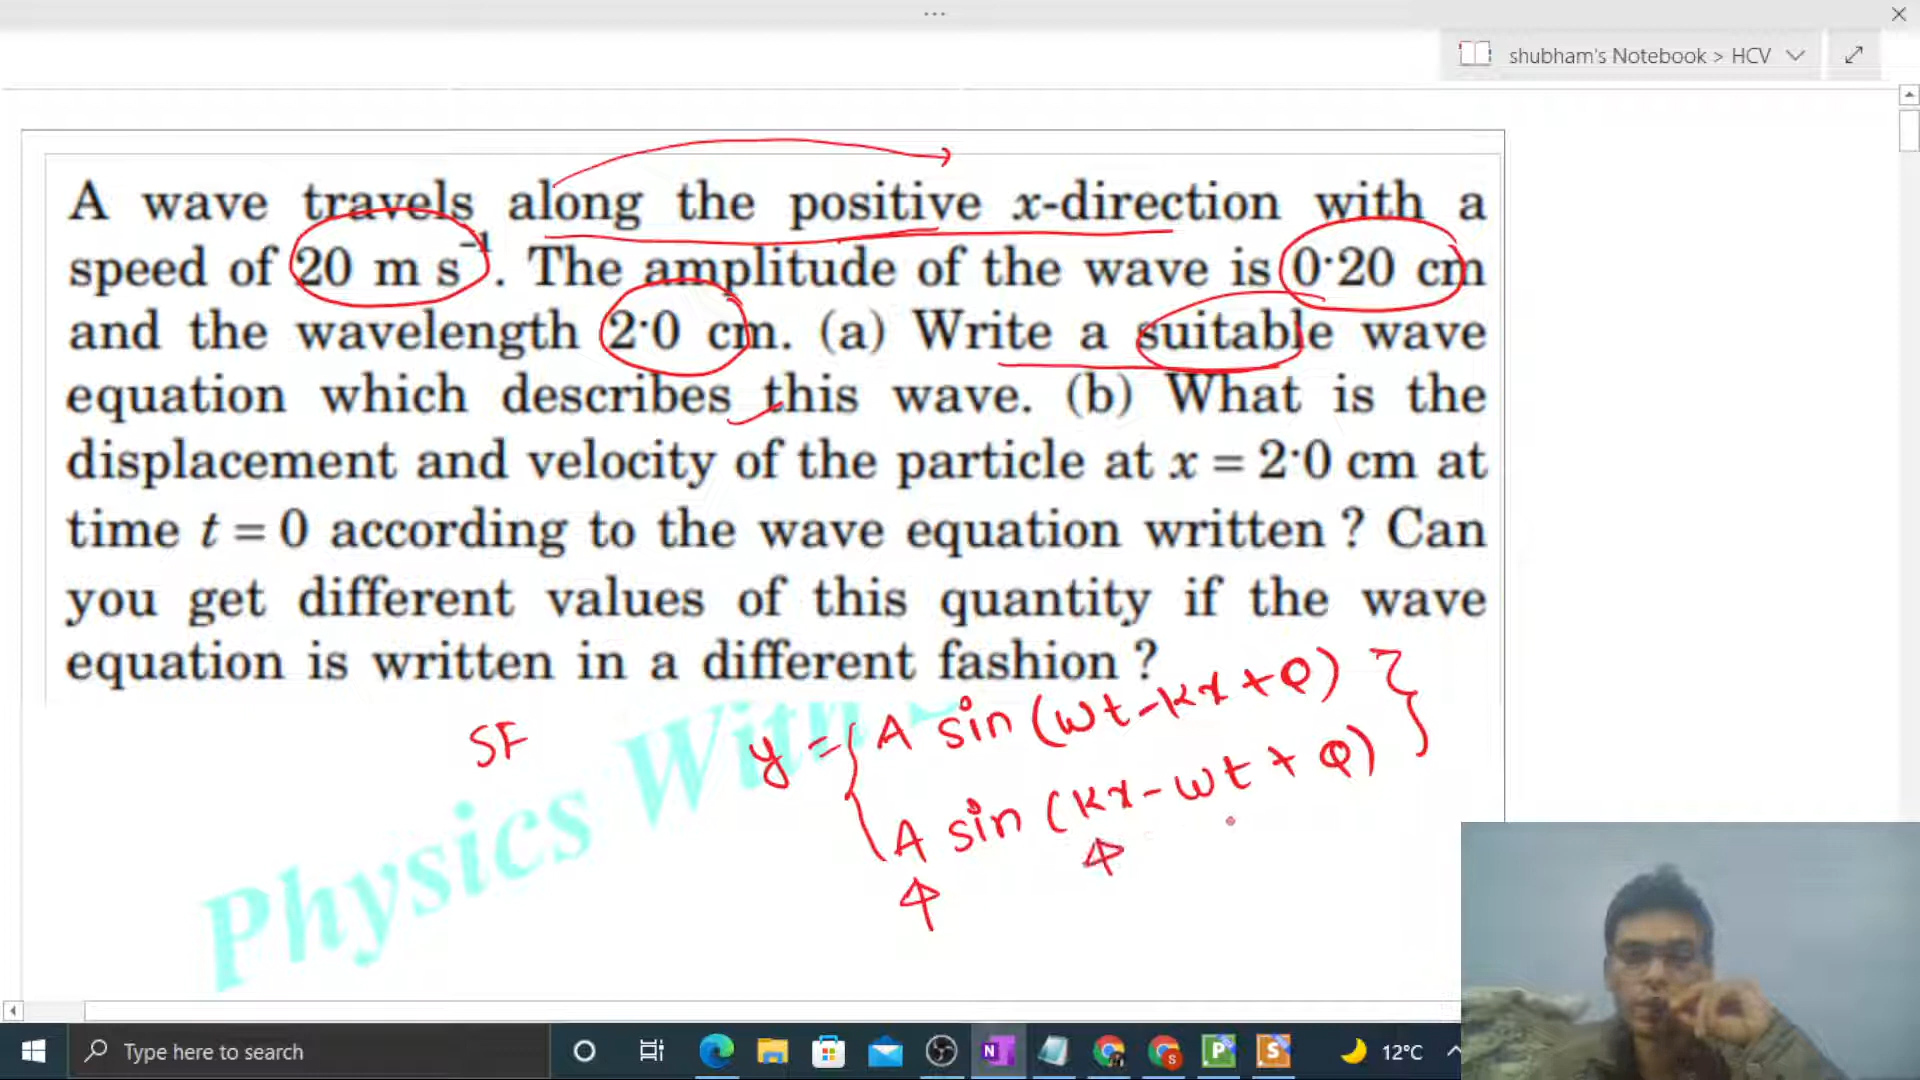 shubham's Notebook > HCV
A wave travels along the positive x-direction with a
speed of 20 m s⁻¹. The amplitude of the wave is 0·20 cm
and the wavelength 2·0 cm. (a) Write a suitable wave
equation which describes this wave. (b) What is the
displacement and velocity of the particle at x = 2·0 cm at
time t = 0 according to the wave equation written ? Can
you get different values of this quantity if the wave
equation is written in a different fashion ?
SF
y = { A sin (ωt - kx + φ) }
A sin (kx - ωt + φ)
Physics With
Type here to search
12°C